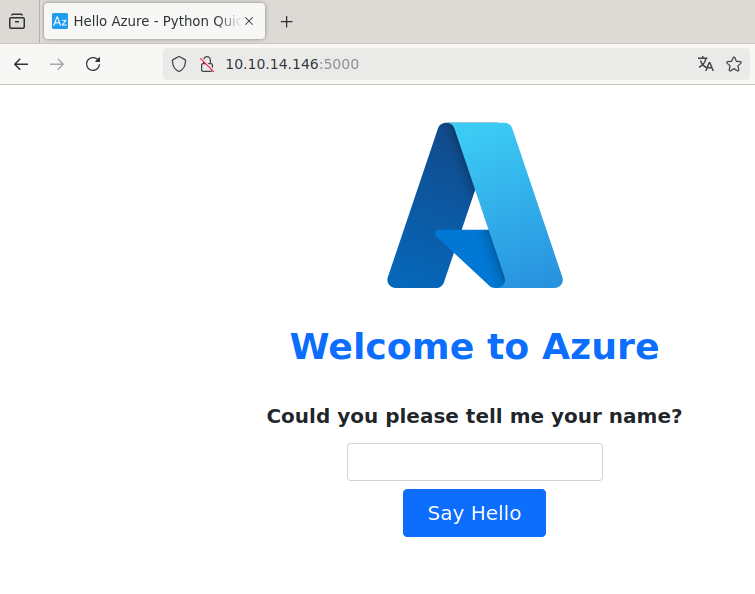 Az Hello Azure - Python Quic
10.10.14.146:5000
Welcome to Azure
Could you please tell me your name?
Say Hello